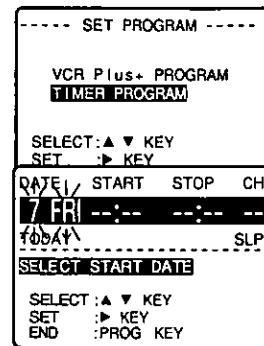 ----- SET PROGRAM -----
VCR Plus+ PROGRAM
TIMER PROGRAM
SELECT:▲ ▼ KEY
SET :▶ KEY
DATE START STOP CH
7 FRI --:-- --:-- --
TODAY SLP
SELECT START DATE
SELECT :▲ ▼ KEY
SET :▶ KEY
END :PROG KEY